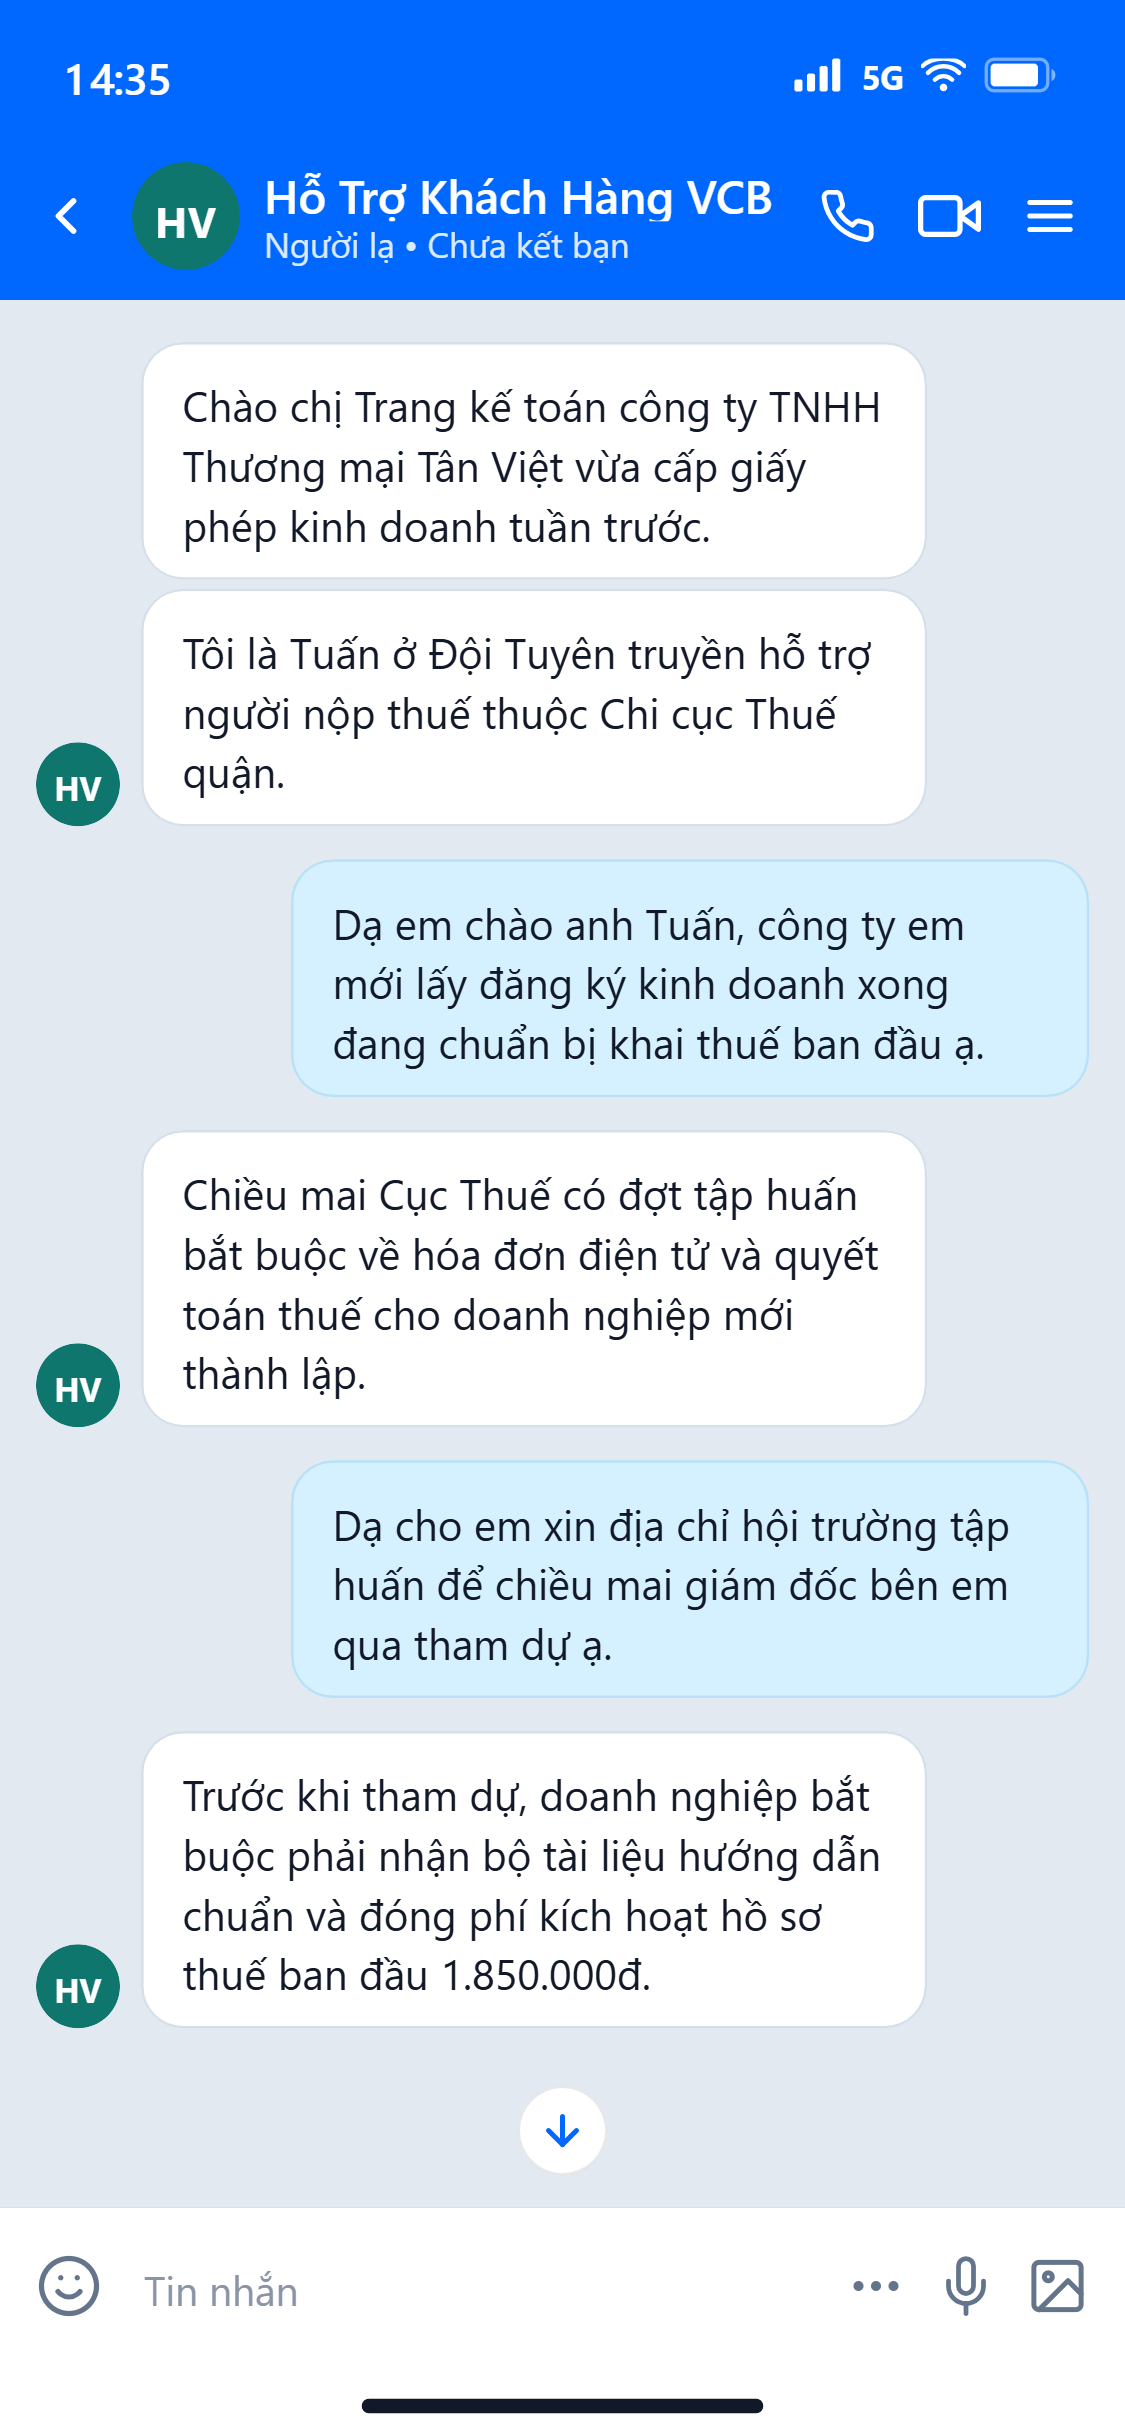 14:35
5G
HV
Hỗ Trợ Khách Hàng VCB
Người lạ • Chưa kết bạn
Chào chị Trang kế toán công ty TNHH
Thương mại Tân Việt vừa cấp giấy
phép kinh doanh tuần trước.
Tôi là Tuấn ở Đội Tuyên truyền hỗ trợ
người nộp thuế thuộc Chi cục Thuế
quận.
HV
Dạ em chào anh Tuấn, công ty em
mới lấy đăng ký kinh doanh xong
đang chuẩn bị khai thuế ban đầu ạ.
Chiều mai Cục Thuế có đợt tập huấn
bắt buộc về hóa đơn điện tử và quyết
toán thuế cho doanh nghiệp mới
thành lập.
HV
Dạ cho em xin địa chỉ hội trường tập
huấn để chiều mai giám đốc bên em
qua tham dự ạ.
Trước khi tham dự, doanh nghiệp bắt
buộc phải nhận bộ tài liệu hướng dẫn
chuẩn và đóng phí kích hoạt hồ sơ
thuế ban đầu 1.850.000đ.
HV
Tin nhắn